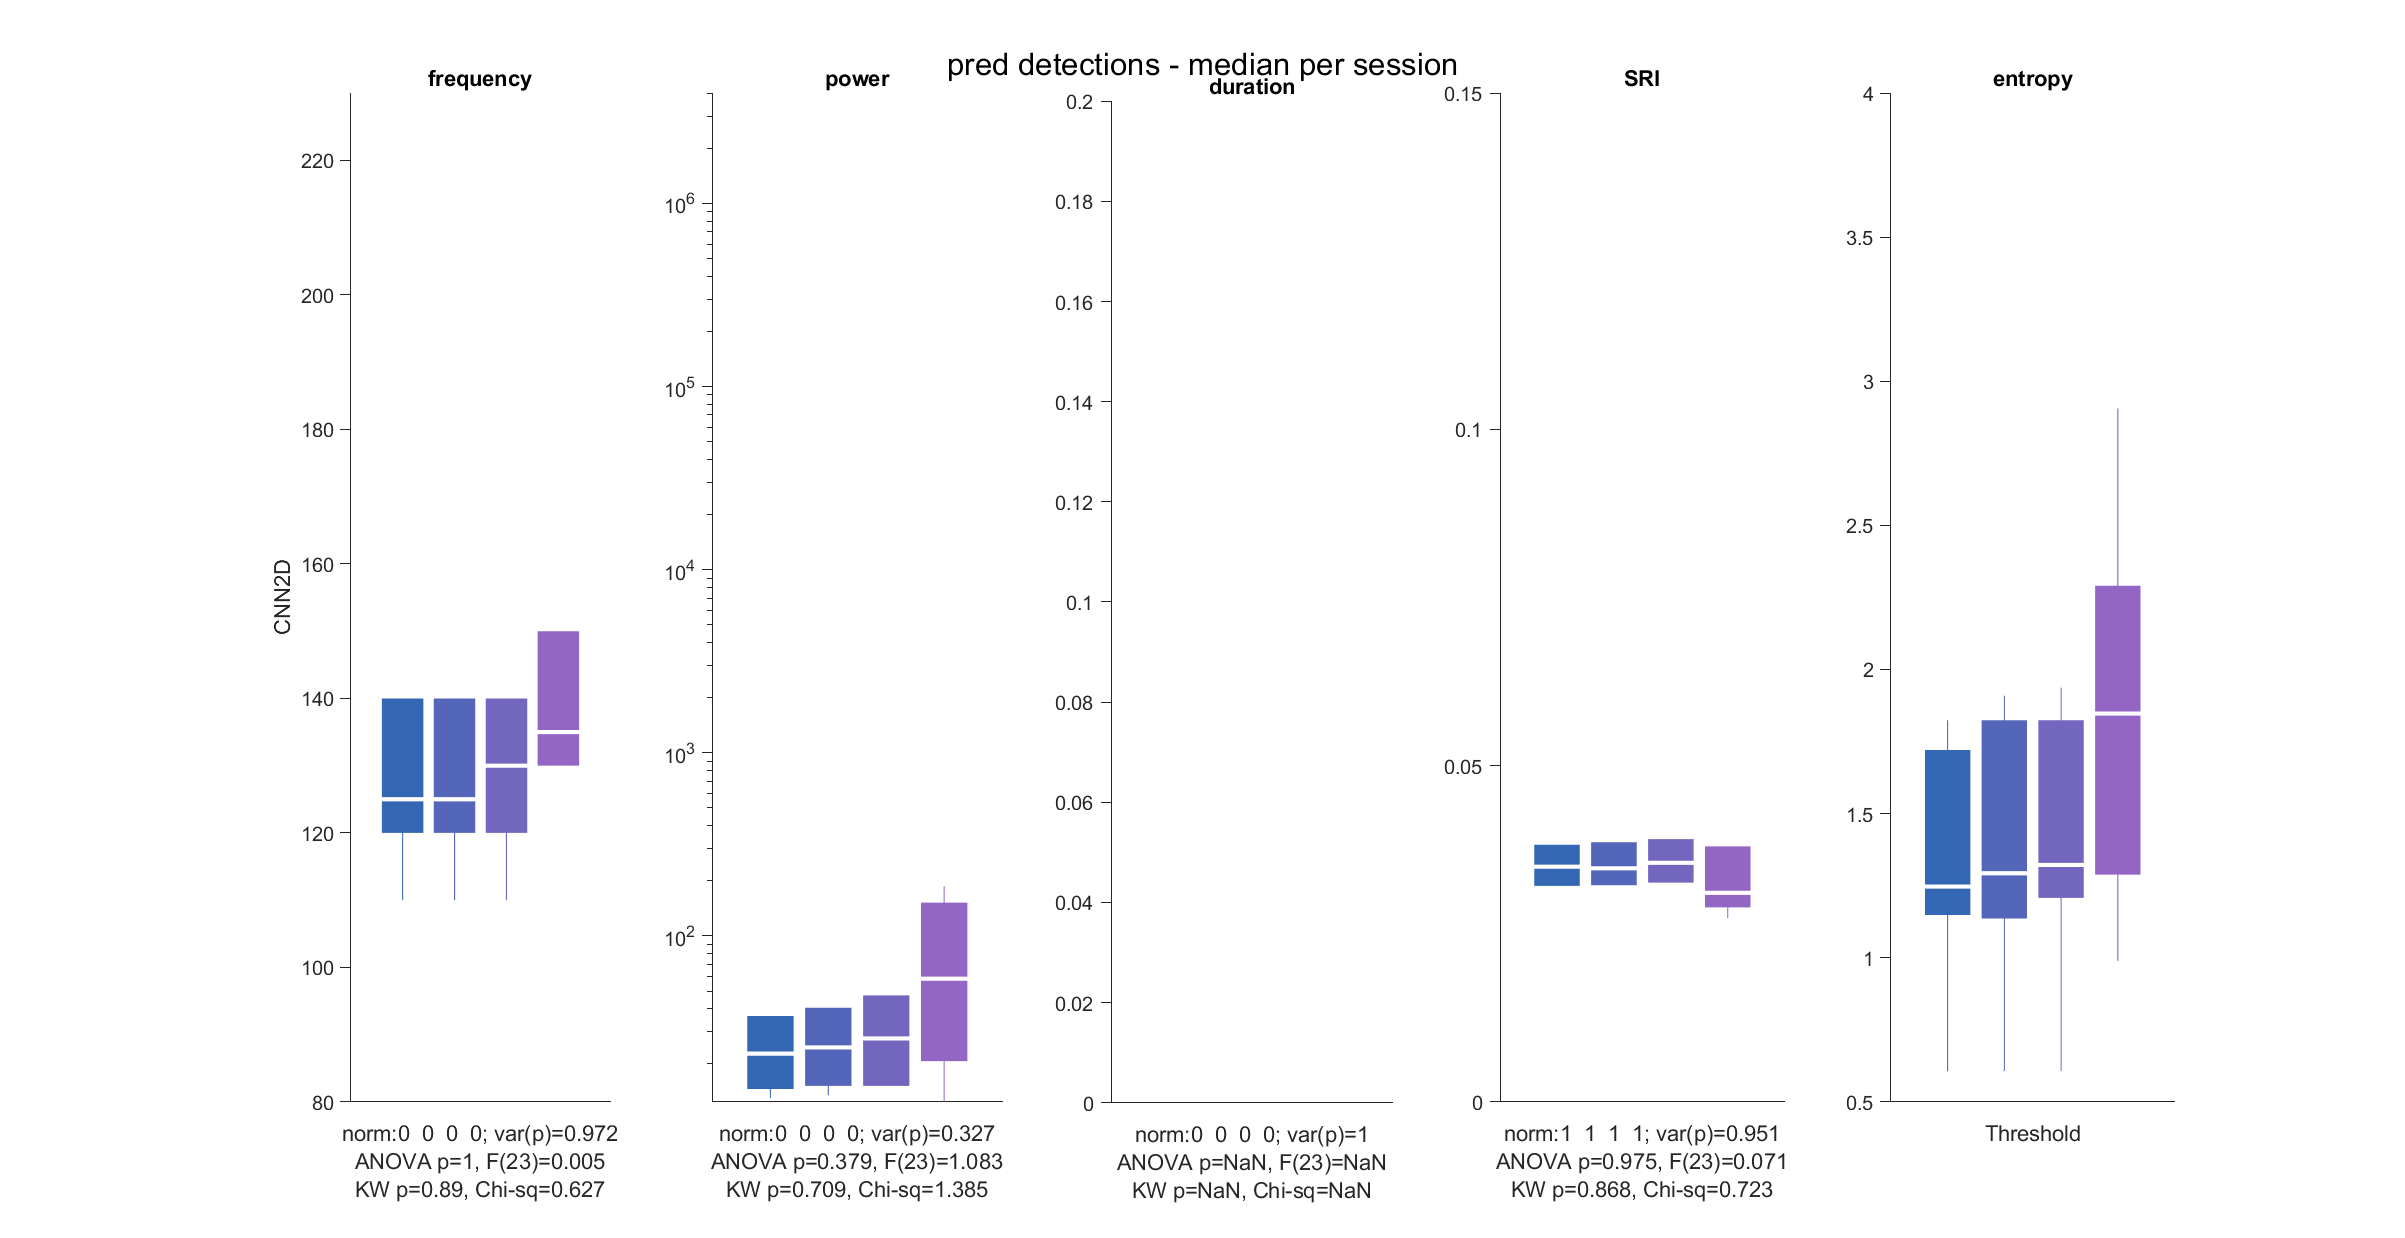 pred detections - median per session
frequency
220
200
180
160
140
120
100
80
CNN2D
norm:0 0 0 0; var(p)=0.972
ANOVA p=1, F(23)=0.005
KW p=0.89, Chi-sq=0.627
power
10^6
10^5
10^4
10^3
10^2
norm:0 0 0 0; var(p)=0.327
ANOVA p=0.379, F(23)=1.083
KW p=0.709, Chi-sq=1.385
duration
0.2
0.18
0.16
0.14
0.12
0.1
0.08
0.06
0.04
0.02
0
norm:0 0 0 0; var(p)=1
ANOVA p=NaN, F(23)=NaN
KW p=NaN, Chi-sq=NaN
SRI
0.15
0.1
0.05
0
norm:1 1 1 1; var(p)=0.951
ANOVA p=0.975, F(23)=0.071
KW p=0.868, Chi-sq=0.723
entropy
4
3.5
3
2.5
2
1.5
1
0.5
Threshold